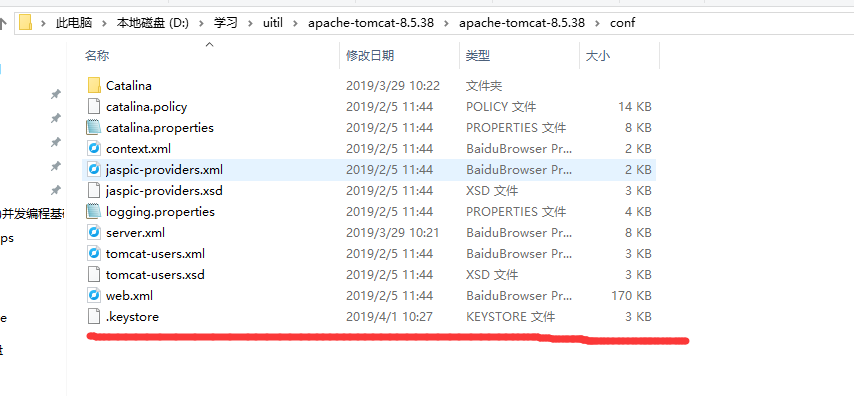 此电脑 › 本地磁盘 (D:) › 学习 › uitil › apache-tomcat-8.5.38 › apache-tomcat-8.5.38 › conf
名称 修改日期 类型 大小
Catalina 2019/3/29 10:22 文件夹
catalina.policy 2019/2/5 11:44 POLICY 文件 14 KB
catalina.properties 2019/2/5 11:44 PROPERTIES 文件 8 KB
context.xml 2019/2/5 11:44 BaiduBrowser Pr... 2 KB
jaspic-providers.xml 2019/2/5 11:44 BaiduBrowser Pr... 2 KB
jaspic-providers.xsd 2019/2/5 11:44 XSD 文件 3 KB
logging.properties 2019/2/5 11:44 PROPERTIES 文件 4 KB
并发编程基
server.xml 2019/3/29 10:21 BaiduBrowser Pr... 8 KB
ps
tomcat-users.xml 2019/2/5 11:44 BaiduBrowser Pr... 3 KB
tomcat-users.xsd 2019/2/5 11:44 XSD 文件 3 KB
web.xml 2019/2/5 11:44 BaiduBrowser Pr... 170 KB
.keystore 2019/4/1 10:27 KEYSTORE 文件 3 KB
e